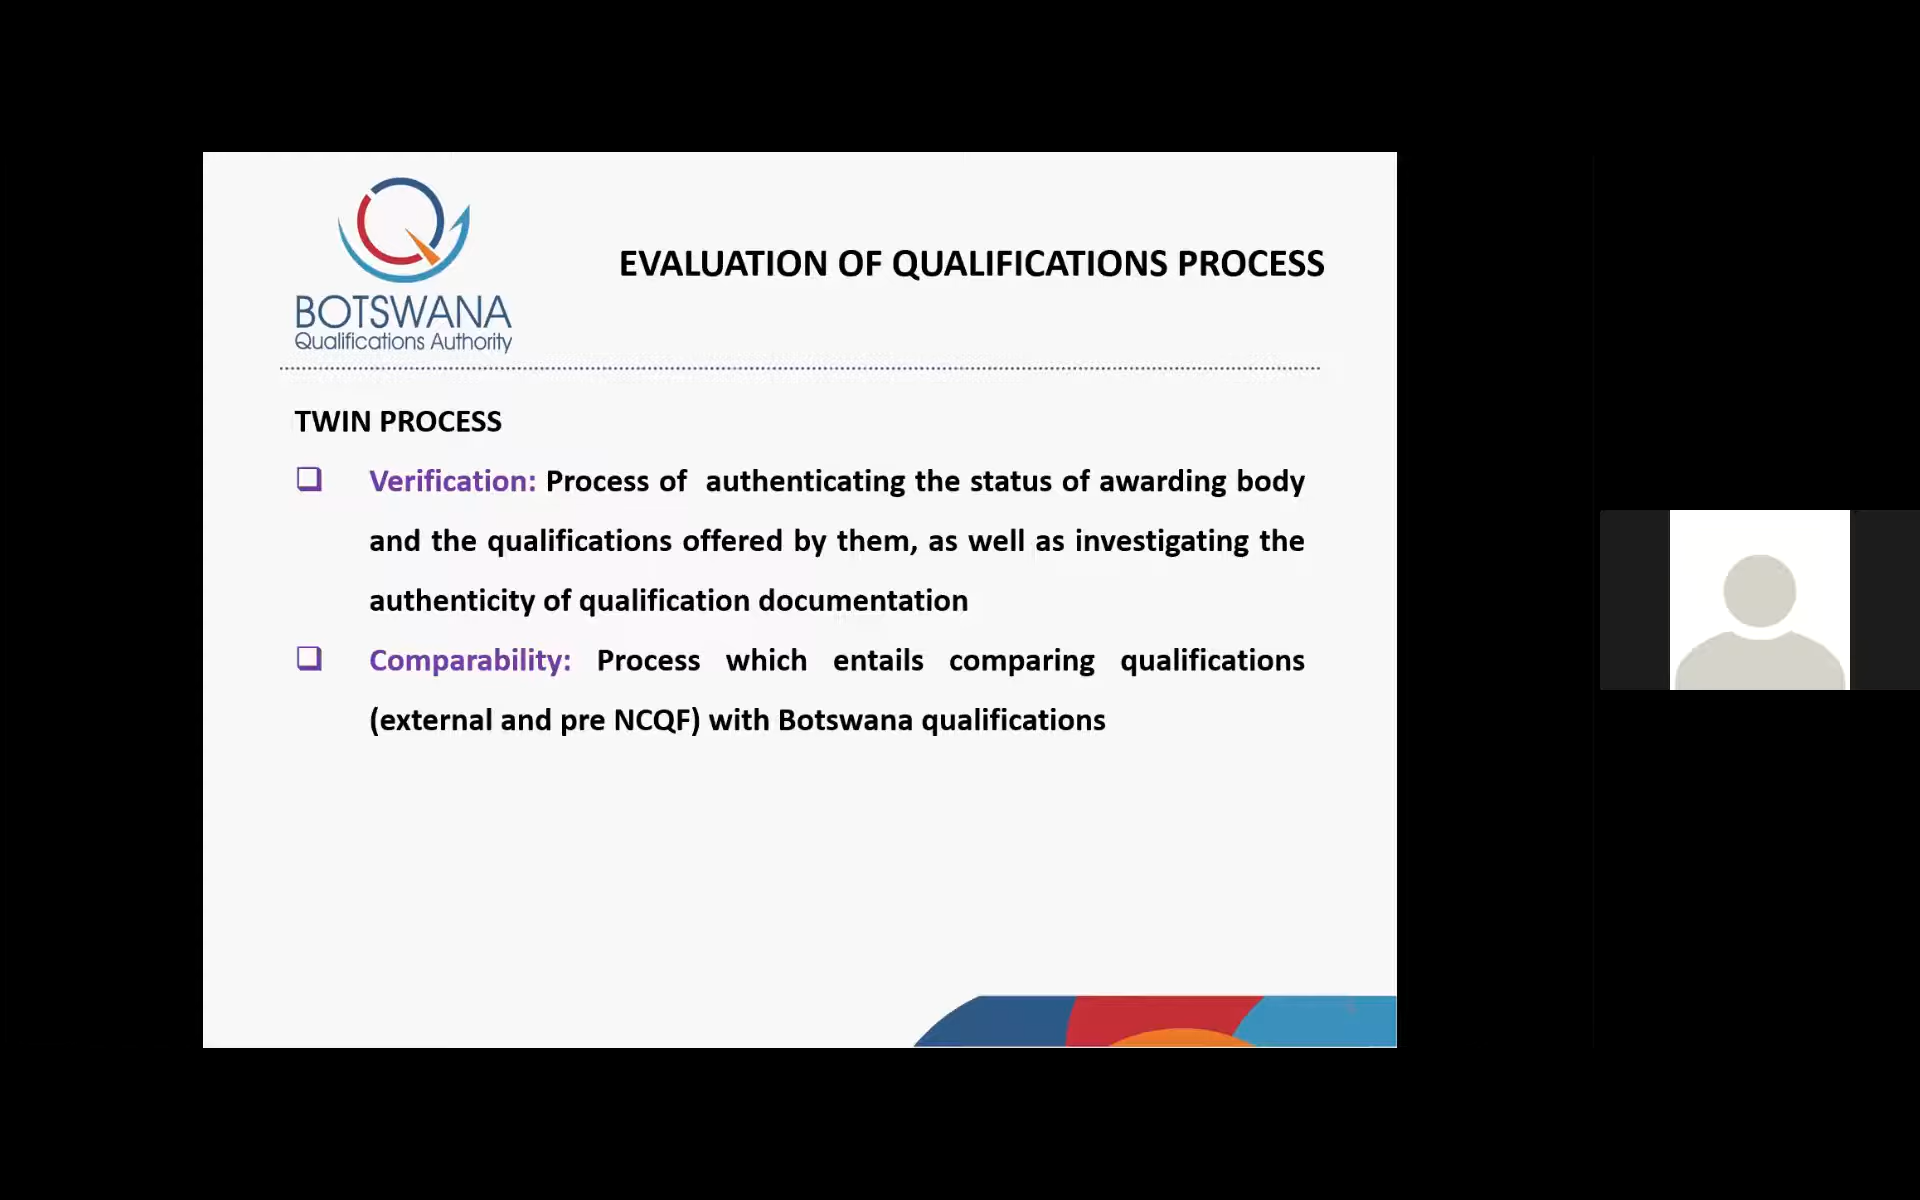 BOTSWANA
Qualifications Authority
EVALUATION OF QUALIFICATIONS PROCESS
TWIN PROCESS
Verification: Process of authenticating the status of awarding body
and the qualifications offered by them, as well as investigating the
authenticity of qualification documentation
Comparability: Process which entails comparing qualifications
(external and pre NCQF) with Botswana qualifications